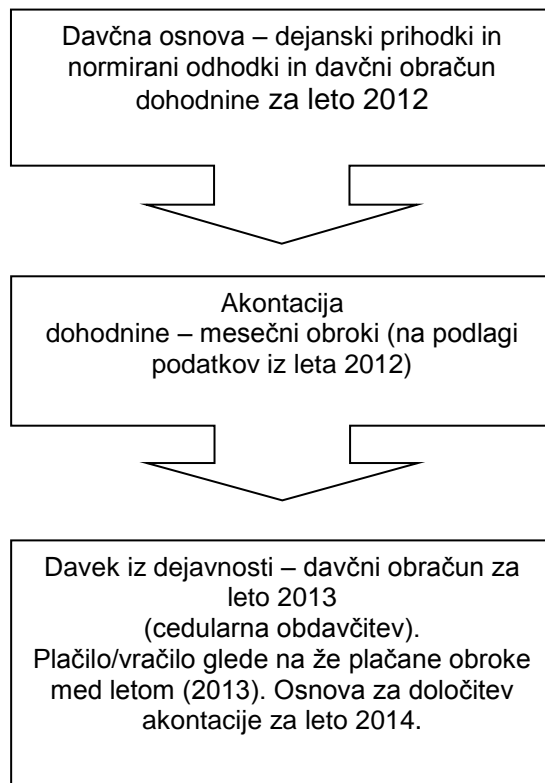 Davčna osnova – dejanski prihodki in
normirani odhodki in davčni obračun
dohodnine za leto 2012
Akontacija
dohodnine – mesečni obroki (na podlagi
podatkov iz leta 2012)
Davek iz dejavnosti – davčni obračun za
leto 2013
(cedularna obdavčitev).
Plačilo/vračilo glede na že plačane obroke
med letom (2013). Osnova za določitev
akontacije za leto 2014.